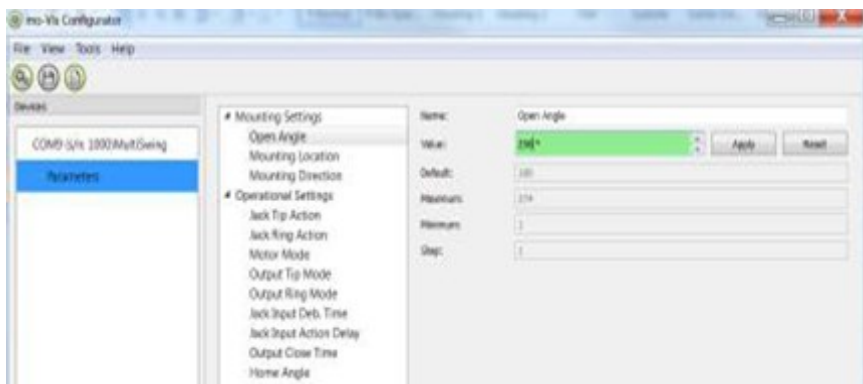 mo-Vis Configurator
File View Tools Help
Devices
COM9 S/n: 1000\MultiSwing
Parameters
Mounting Settings
Open Angle
Mounting Location
Mounting Direction
Operational Settings
Jack Tip Action
Jack Ring Action
Motor Mode
Output Tip Mode
Output Ring Mode
Jack Input Deb. Time
Jack Input Action Delay
Output Close Time
Home Angle
Name: Open Angle
Value: Apply Reset
Default:
Maximum:
Minimum: 1
Step: 1